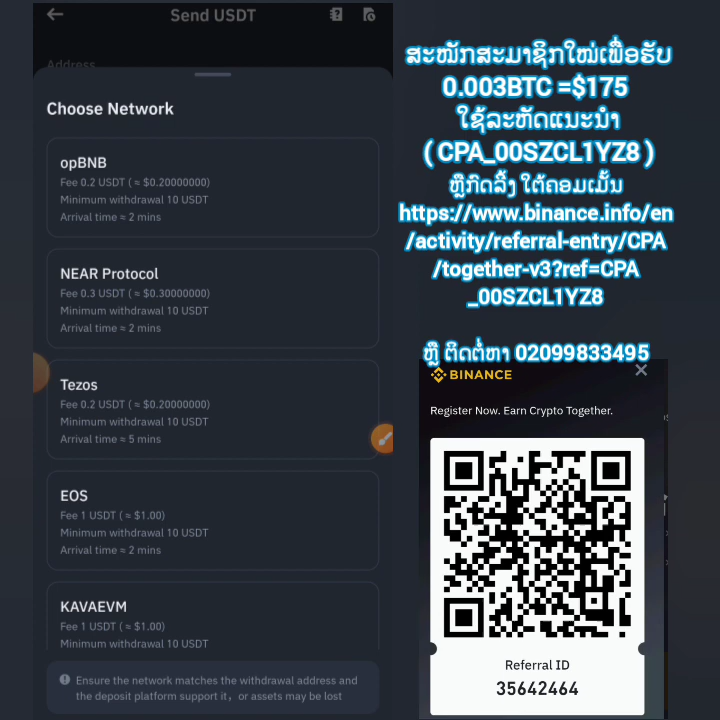 Send USDT
Address
Choose Network
opBNB
Fee 0.2 USDT ( ≈ $0.20000000)
Minimum withdrawal 10 USDT
Arrival time ≈ 2 mins
NEAR Protocol
Fee 0.3 USDT ( ≈ $0.30000000)
Minimum withdrawal 10 USDT
Arrival time ≈ 2 mins
Tezos
Fee 0.2 USDT ( ≈ $0.20000000)
Minimum withdrawal 10 USDT
Arrival time ≈ 5 mins
EOS
Fee 1 USDT ( ≈ $1.00)
Minimum withdrawal 10 USDT
Arrival time ≈ 2 mins
KAVAEVM
Fee 1 USDT ( ≈ $1.00)
Minimum withdrawal 10 USDT
Ensure the network matches the withdrawal address and
the deposit platform support it, or assets may be lost
ສະໝັກສະມາຊິກໃໝ່ເພື່ອຮັບ
0.003BTC =$175
ໃຊ້ລະຫັດແນະນຳ
( CPA_00SZCL1YZ8 )
ຫຼືກົດລິ້ງ ໃຕ້ຄອມເມັ້ນ
https://www.binance.info/en
/activity/referral-entry/CPA
/together-v3?ref=CPA
_00SZCL1YZ8
ຫຼື ຕິດຕໍ່ຫາ 02099833495
BINANCE
Register Now. Earn Crypto Together.
Referral ID
35642464